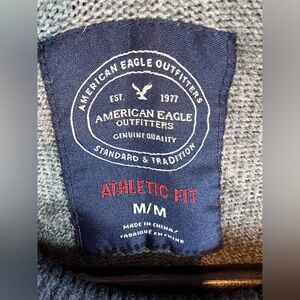 AMERICAN EAGLE OUTFITTERS
EST. 1977
AMERICAN EAGLE
OUTFITTERS
GENUINE QUALITY
STANDARD & TRADITION
ATHLETIC FIT
M/M
MADE IN CHINA
FABRIQUÉ EN CHINE